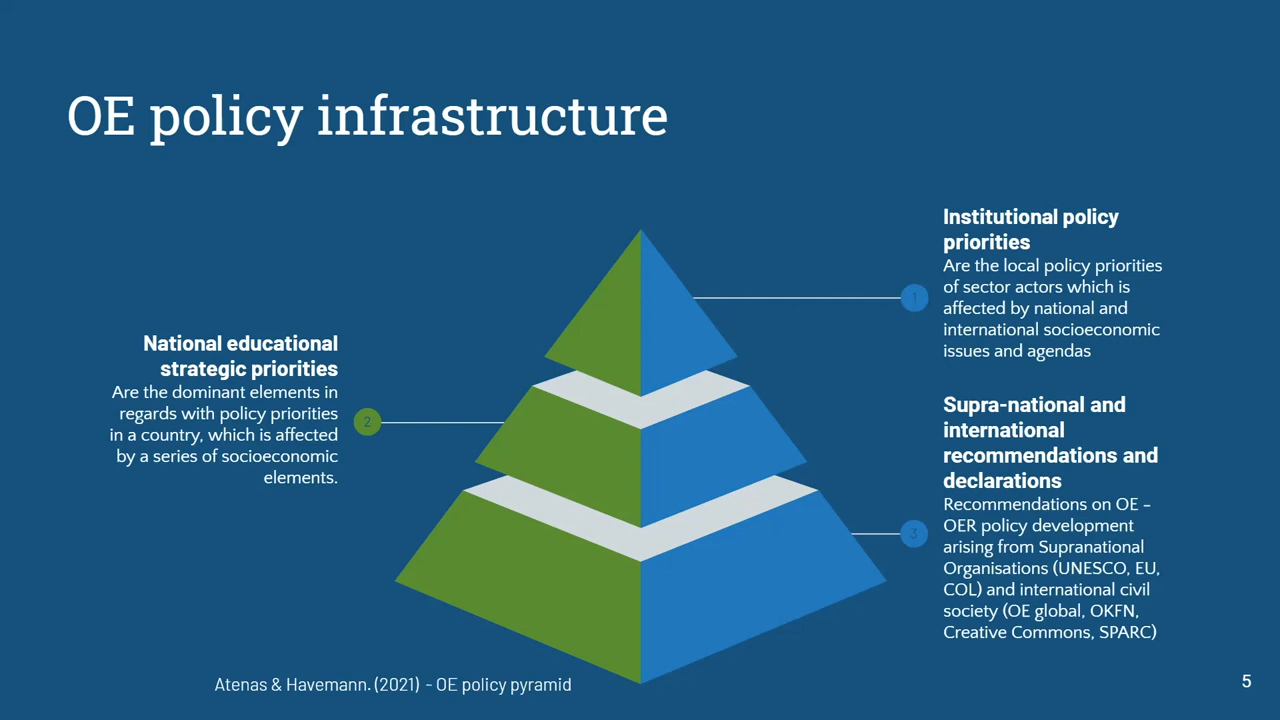 OE policy infrastructure
Institutional policy
priorities
Are the local policy priorities
of sector actors which is
affected by national and
international socioeconomic
issues and agendas
1
National educational
strategic priorities
Are the dominant elements in
regards with policy priorities
in a country, which is affected
by a series of socioeconomic
elements.
2
Supra-national and
international
recommendations and
declarations
Recommendations on OE –
OER policy development
arising from Supranational
Organisations (UNESCO, EU,
COL) and international civil
society (OE global, OKFN,
Creative Commons, SPARC)
3
Atenas & Havemann. (2021) - OE policy pyramid
5